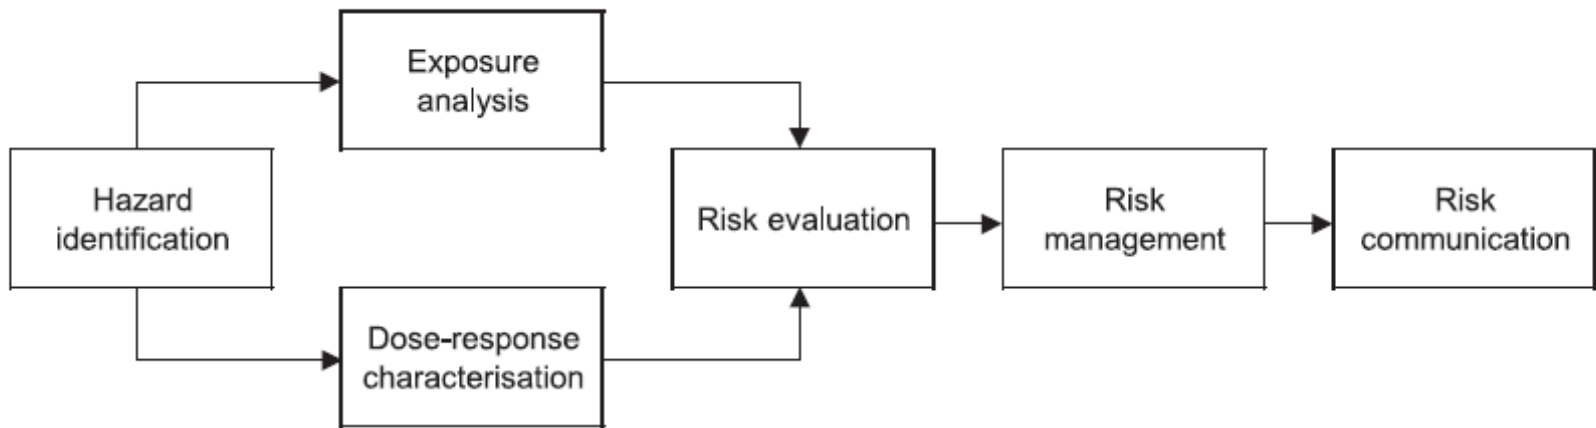 Exposure
analysis
Hazard
identification
Risk evaluation
Risk
management
Risk
communication
Dose-response
characterisation